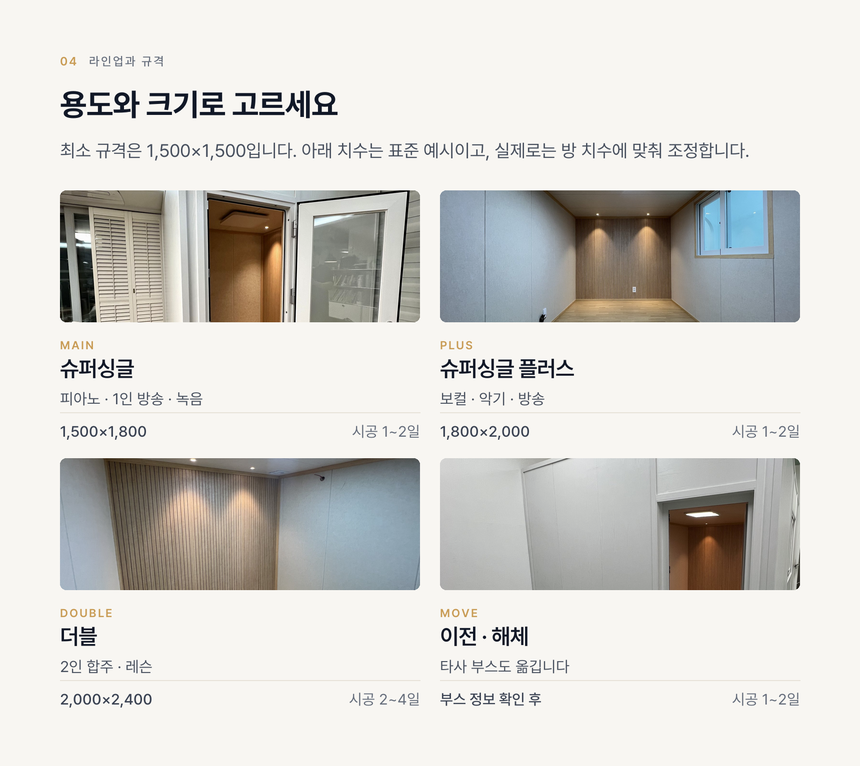 04 라인업과 규격
용도와 크기로 고르세요
최소 규격은 1,500×1,500입니다. 아래 치수는 표준 예시이고, 실제로는 방 치수에 맞춰 조정합니다.
MAIN
슈퍼싱글
피아노 · 1인 방송 · 녹음
1,500×1,800 시공 1~2일
PLUS
슈퍼싱글 플러스
보컬 · 악기 · 방송
1,800×2,000 시공 1~2일
DOUBLE
더블
2인 합주 · 레슨
2,000×2,400 시공 2~4일
MOVE
이전 · 해체
타사 부스도 옮깁니다
부스 정보 확인 후 시공 1~2일